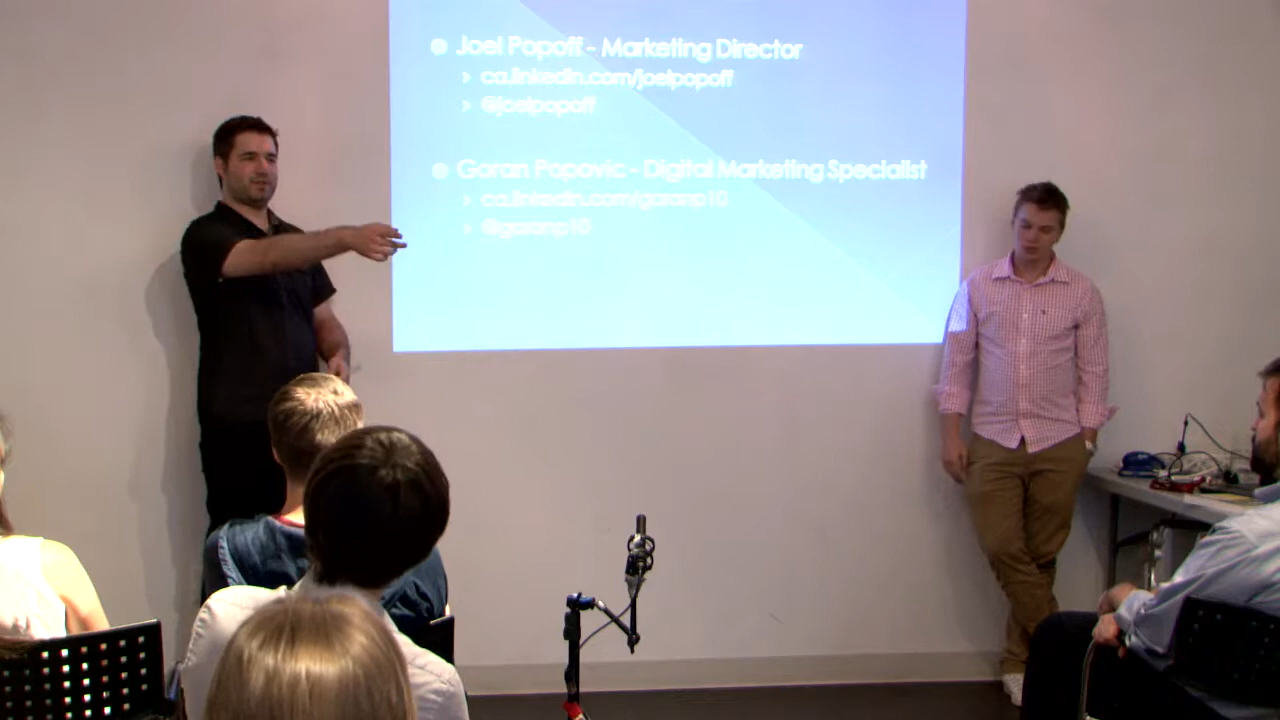 Joel Popoff - Marketing Director
ca.linkedin.com/joelpopoff
@joelpopoff
Goran Popovic - Digital Marketing Specialist
ca.linkedin.com/goranp10
@goranp10